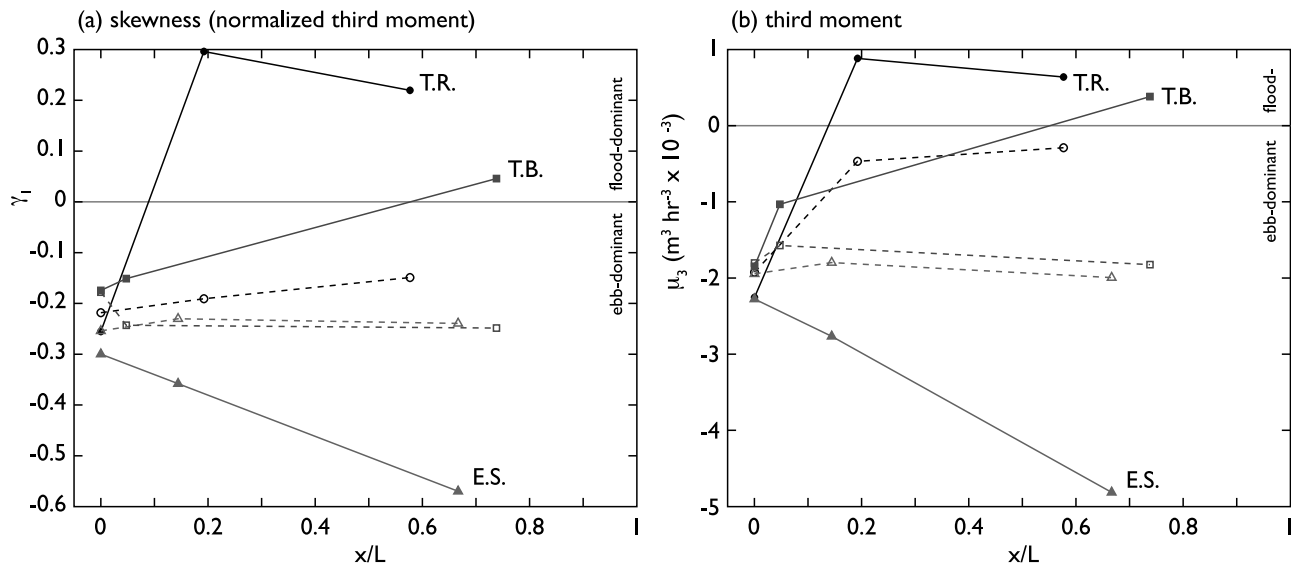 (a) skewness (normalized third moment)
0.3
0.2
0.1
0
-0.1
-0.2
-0.3
-0.4
-0.5
-0.6
γ1
0
0.2
0.4
0.6
0.8
1
x/L
T.R.
T.B.
E.S.
flood-dominant
ebb-dominant
(b) third moment
1
0
-1
-2
-3
-4
-5
μ3 (m3 hr-3 x 10 -3)
0
0.2
0.4
0.6
0.8
1
x/L
T.R.
T.B.
E.S.
flood-
ebb-dominant